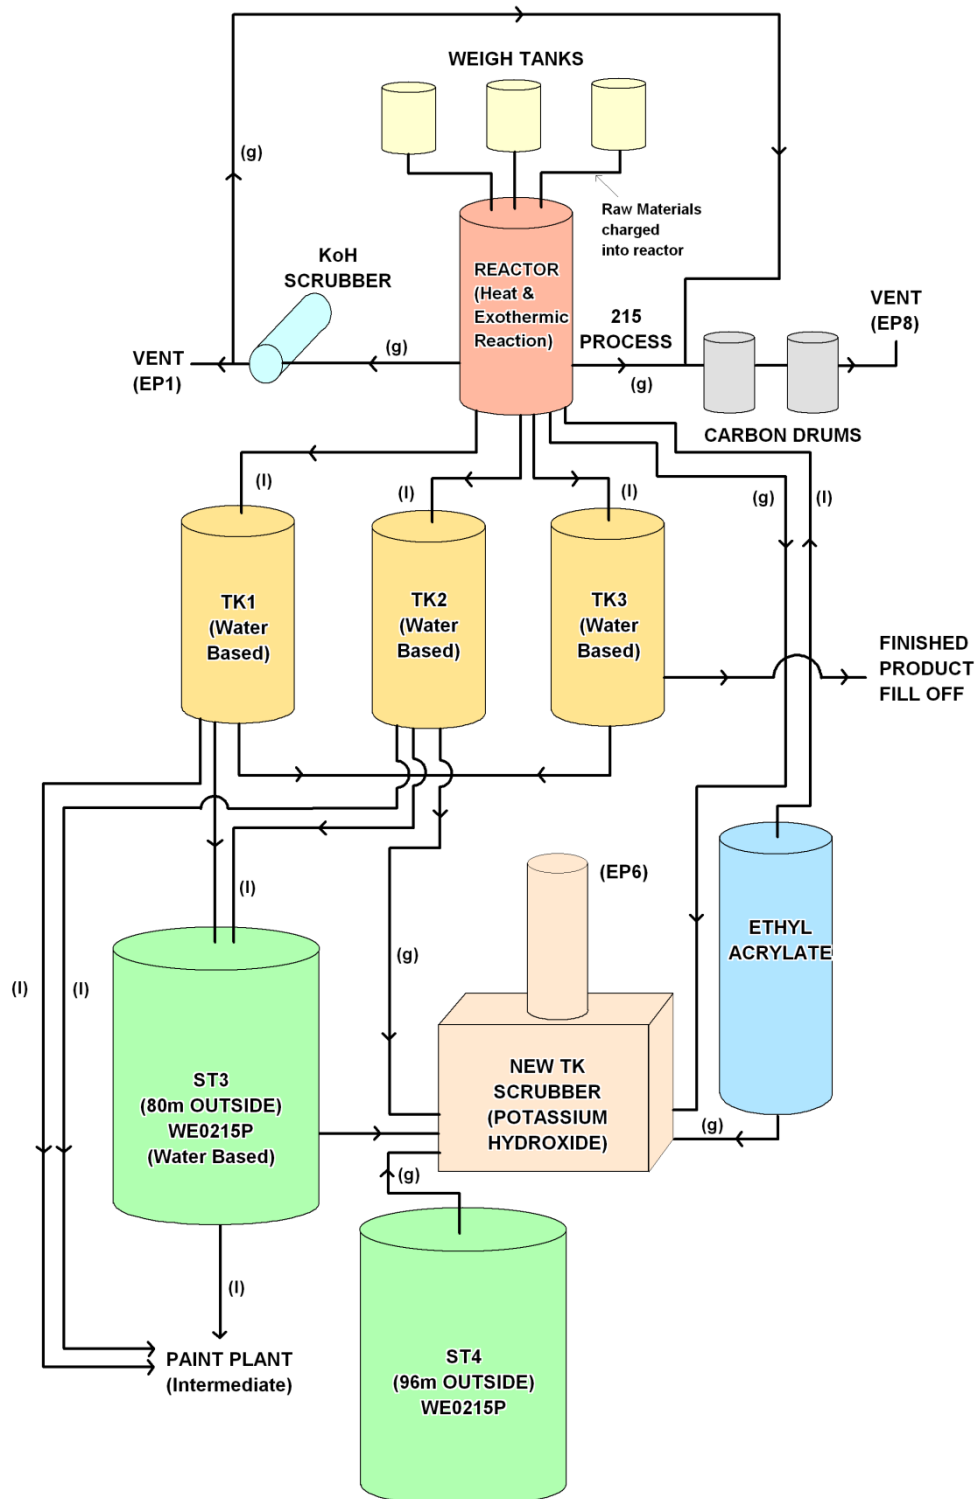 WEIGH TANKS
(g)
Raw Materials
charged
into reactor
KoH
SCRUBBER
REACTOR
(Heat &
Exothermic
Reaction)
215
PROCESS
VENT
(EP8)
VENT
(EP1)
(g)
(g)
CARBON DRUMS
(l)
(l)
(l)
(g)
(l)
TK1
(Water
Based)
TK2
(Water
Based)
TK3
(Water
Based)
FINISHED
PRODUCT
FILL OFF
(EP6)
(l)
ETHYL
ACRYLATE
(g)
(l)
(l)
ST3
(80m OUTSIDE)
WE0215P
(Water Based)
NEW TK
SCRUBBER
(POTASSIUM
HYDROXIDE)
(g)
(g)
(l)
PAINT PLANT
(Intermediate)
ST4
(96m OUTSIDE)
WE0215P